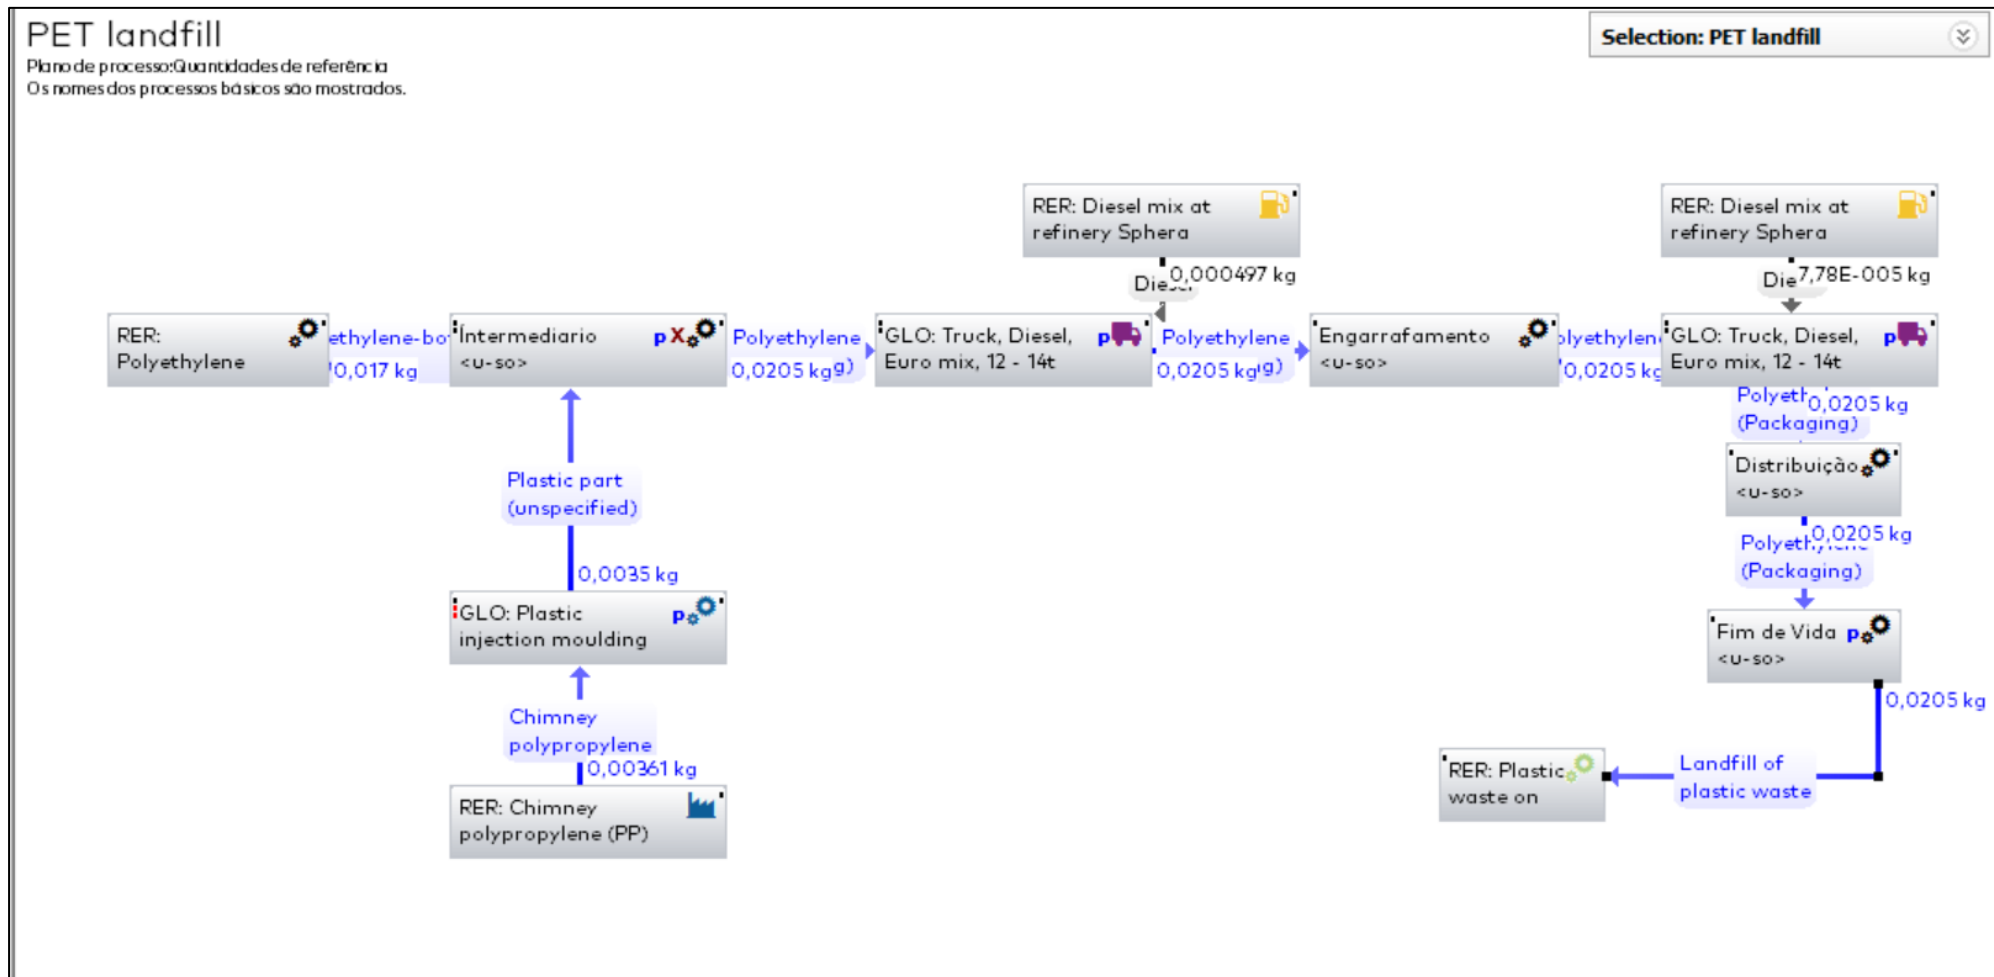 PET landfill
Plano de processo:Quantidades de referência
Os nomes dos processos básicos são mostrados.
Selection: PET landfill
RER: Diesel mix at
refinery Sphera
0,000497 kg
RER: Diesel mix at
refinery Sphera
Die
7,78E-005 kg
RER:
Polyethylene
ethylene-bo
0,017 kg
Íntermediario
<u-so>
p X
Polyethylene
0,0205 kg
g)
GLO: Truck, Diesel,
Euro mix, 12 - 14t
p
Polyethylene
0,0205 kg
g)
Engarrafamento
<u-so>
olyethylen
0,0205 kg
GLO: Truck, Diesel,
Euro mix, 12 - 14t
p
Polyeth
0,0205 kg
(Packaging)
Distribuição
<u-so>
0,0205 kg
(Packaging)
Fim de Vida p
<u-so>
0,0205 kg
Landfill of
plastic waste
RER: Plastic
waste on
Plastic part
(unspecified)
0,0035 kg
GLO: Plastic
injection moulding
p
Chimney
polypropylene
0,00361 kg
RER: Chimney
polypropylene (PP)